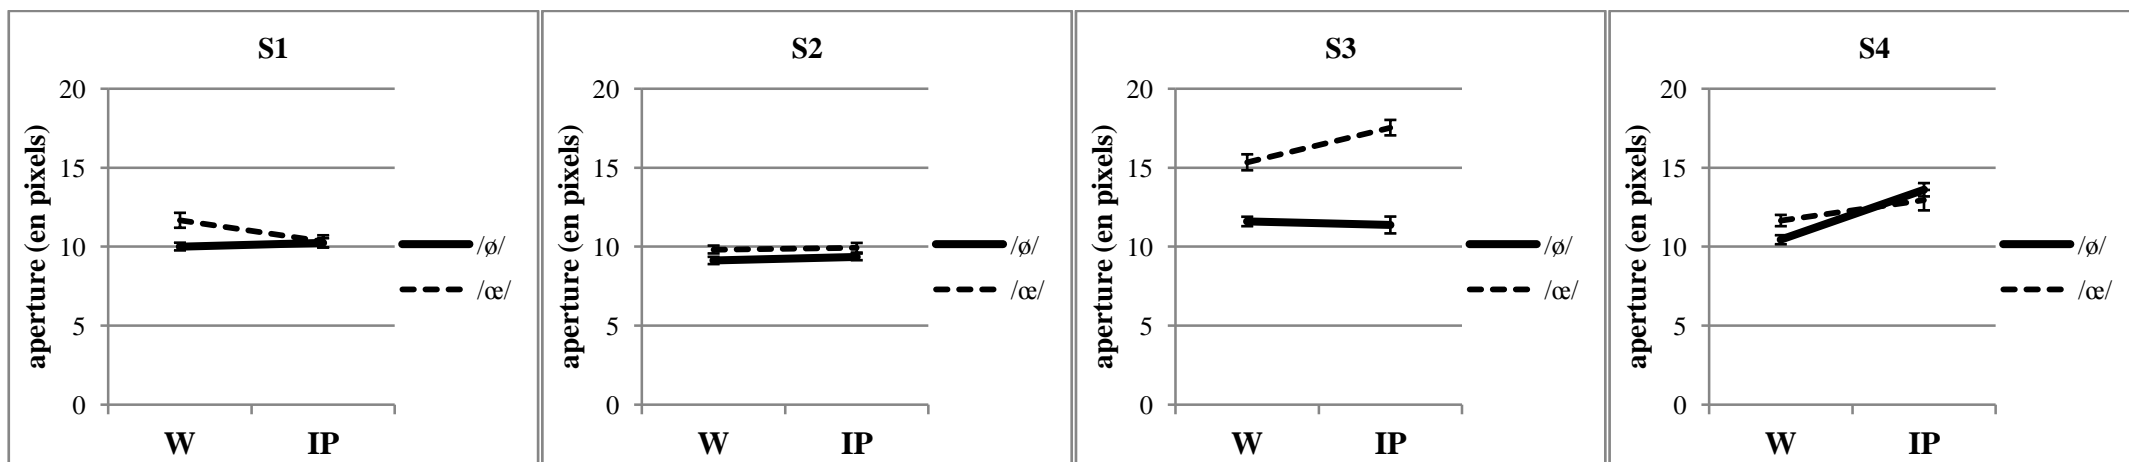 S1
20
15
10
5
0
aperture (en pixels)
W IP
/ø/
/œ/
S2
20
15
10
5
0
aperture (en pixels)
W IP
/ø/
/œ/
S3
20
15
10
5
0
aperture (en pixels)
W IP
/ø/
/œ/
S4
20
15
10
5
0
aperture (en pixels)
W IP
/ø/
/œ/